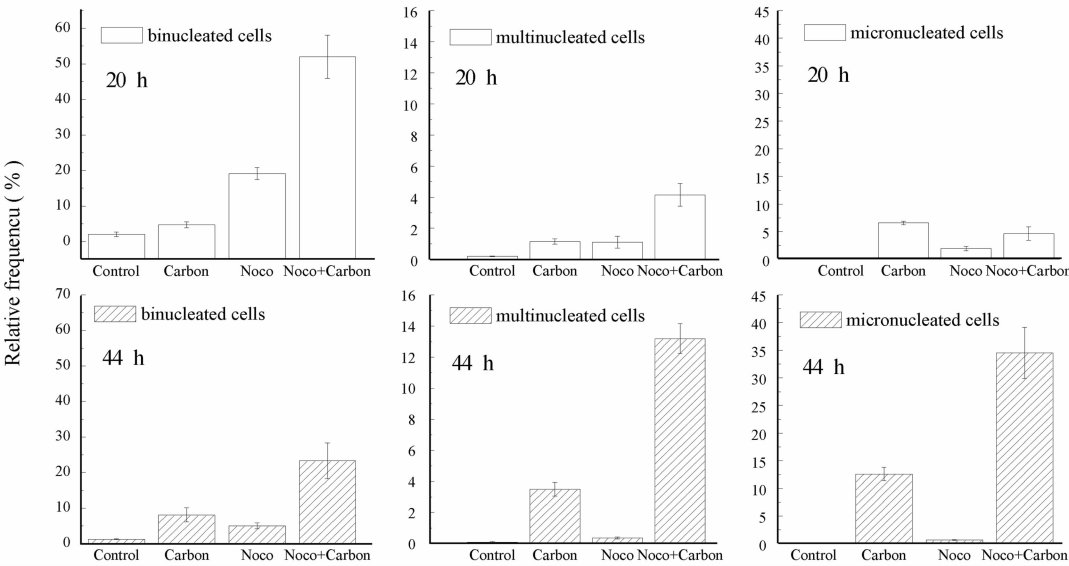 Relative frequencu ( % )
60
50
40
30
20
10
0
binucleated cells
20 h
Control Carbon Noco Noco+Carbon
16
14
12
10
8
6
4
2
0
multinucleated cells
20 h
Control Carbon Noco Noco+Carbon
45
40
35
30
25
20
15
10
5
0
micronucleated cells
20 h
Control Carbon Noco Noco+Carbon
70
60
50
40
30
20
10
0
binucleated cells
44 h
Control Carbon Noco Noco+Carbon
16
14
12
10
8
6
4
2
0
multinucleated cells
44 h
Control Carbon Noco Noco+Carbon
45
40
35
30
25
20
15
10
5
0
micronucleated cells
44 h
Control Carbon Noco Noco+Carbon